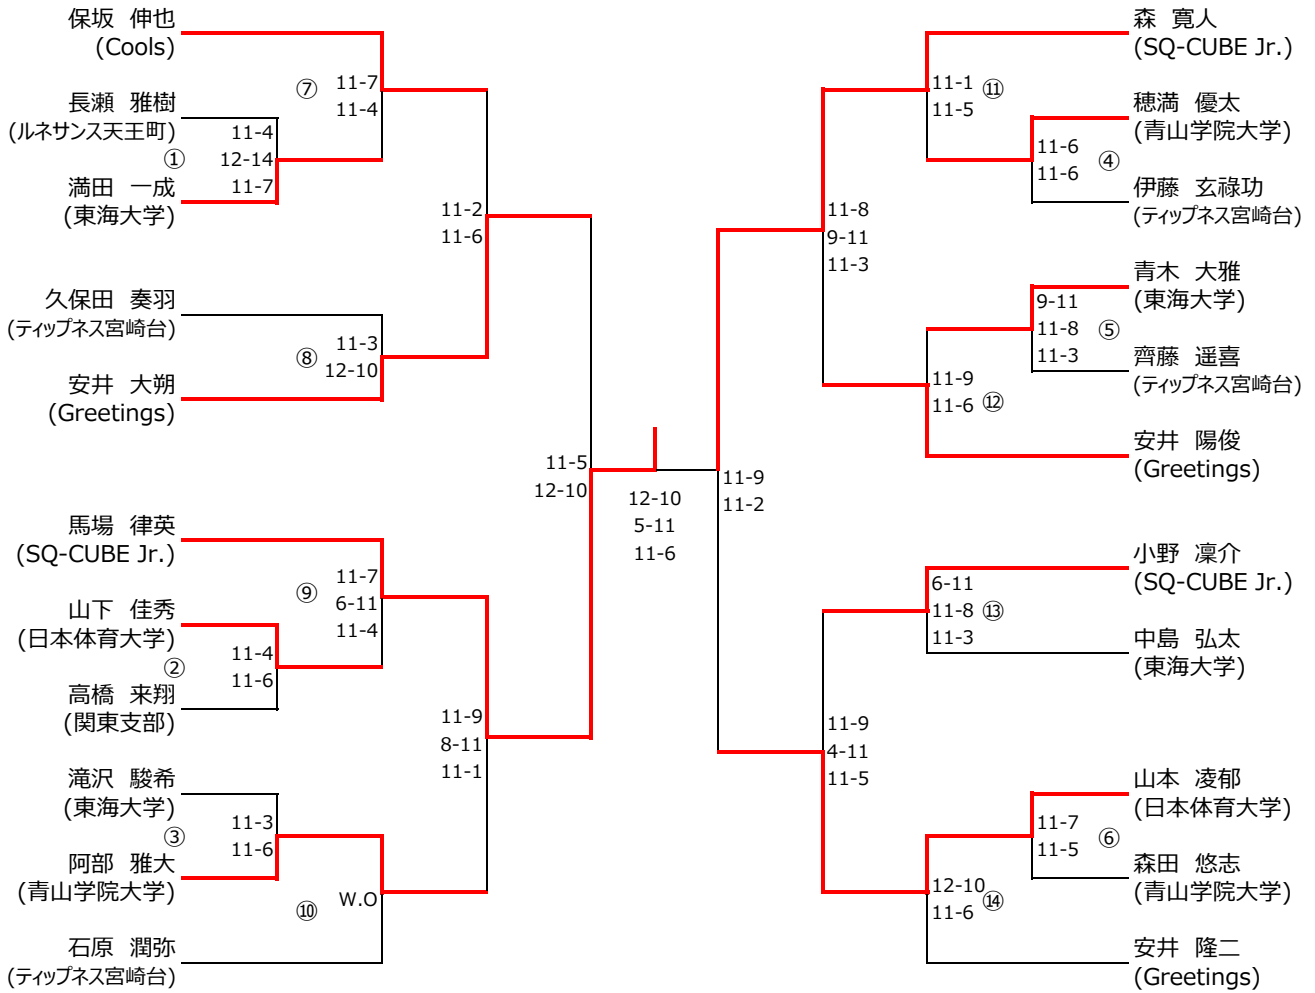 保坂 伸也
(Cools)
⑦
11-7
11-4
長瀬 雅樹
(ルネサンス天王町)
①
11-4
12-14
11-7
満田 一成
(東海大学)
11-2
11-6
久保田 奏羽
(ティップネス宮崎台)
⑧
11-3
12-10
安井 大朔
(Greetings)
11-5
12-10
馬場 律英
(SQ-CUBE Jr.)
⑨
11-7
6-11
11-4
山下 佳秀
(日本体育大学)
②
11-4
11-6
高橋 来翔
(関東支部)
11-9
8-11
11-1
滝沢 駿希
(東海大学)
③
11-3
11-6
阿部 雅大
(青山学院大学)
⑩
W.O
石原 潤弥
(ティップネス宮崎台)
12-10
5-11
11-6
森 寛人
(SQ-CUBE Jr.)
11-1
11-5
⑪
穂満 優太
(青山学院大学)
11-6
11-6
④
伊藤 玄祿功
(ティップネス宮崎台)
11-8
9-11
11-3
青木 大雅
(東海大学)
9-11
11-8
11-3
⑤
齊藤 遥喜
(ティップネス宮崎台)
11-9
11-6
⑫
安井 陽俊
(Greetings)
11-9
11-2
小野 凜介
(SQ-CUBE Jr.)
6-11
11-8
11-3
⑬
中島 弘太
(東海大学)
11-9
4-11
11-5
山本 凌郁
(日本体育大学)
11-7
11-5
⑥
森田 悠志
(青山学院大学)
12-10
11-6
⑭
安井 隆二
(Greetings)